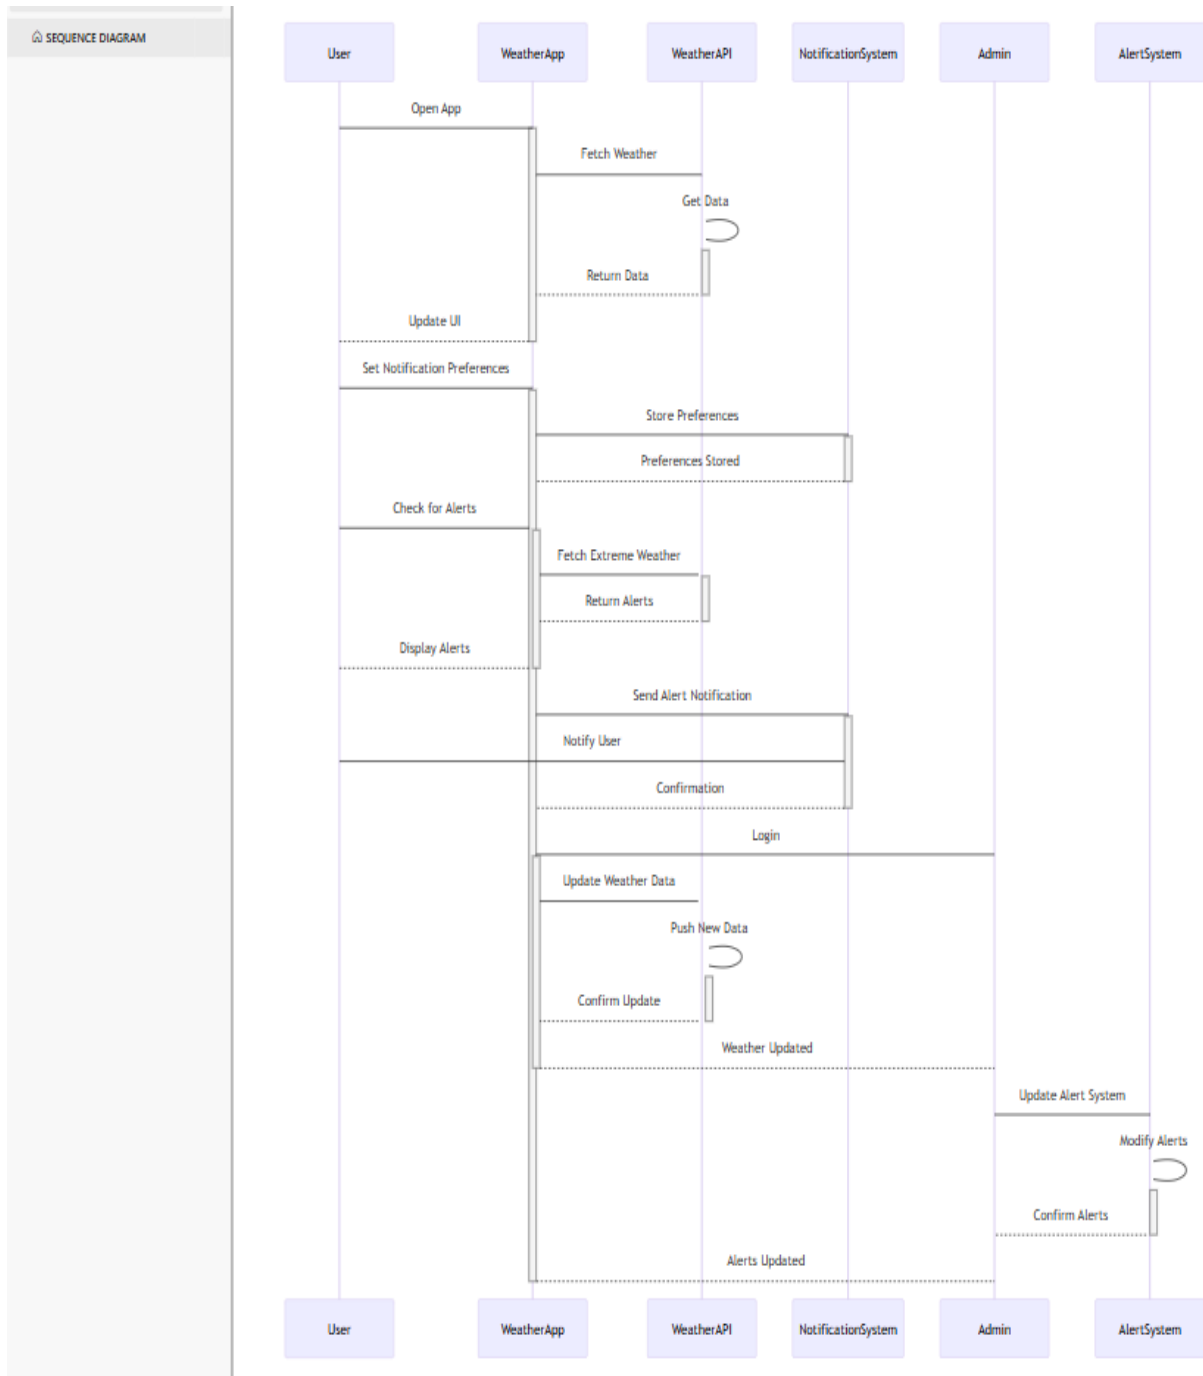 SEQUENCE DIAGRAM
User WeatherApp WeatherAPI NotificationSystem Admin AlertSystem
Open App
Fetch Weather
Get Data
Return Data
Update UI
Set Notification Preferences
Store Preferences
Preferences Stored
Check for Alerts
Fetch Extreme Weather
Return Alerts
Display Alerts
Send Alert Notification
Notify User
Confirmation
Login
Update Weather Data
Push New Data
Confirm Update
Weather Updated
Update Alert System
Modify Alerts
Confirm Alerts
Alerts Updated
User WeatherApp WeatherAPI NotificationSystem Admin AlertSystem